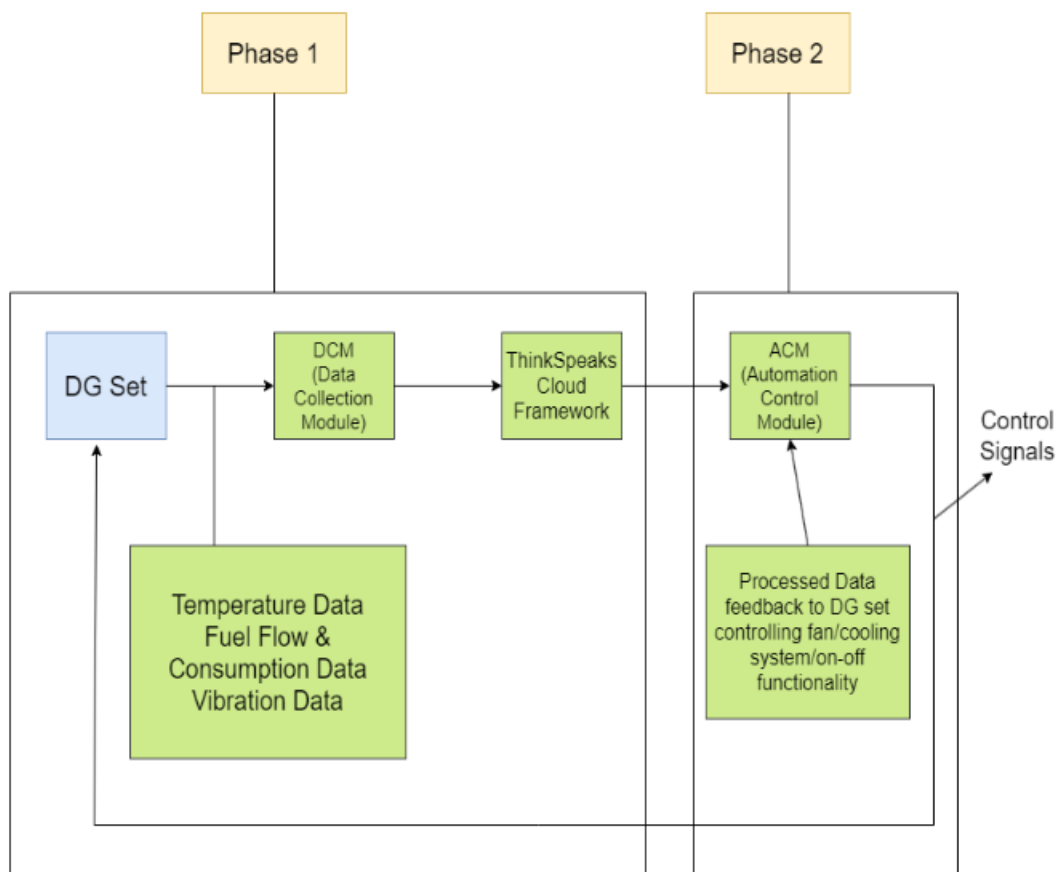 Phase 1
Phase 2
DG Set
DCM
(Data
Collection
Module)
ThinkSpeaks
Cloud
Framework
ACM
(Automation
Control
Module)
Control
Signals
Temperature Data
Fuel Flow &
Consumption Data
Vibration Data
Processed Data
feedback to DG set
controlling fan/cooling
system/on-off
functionality